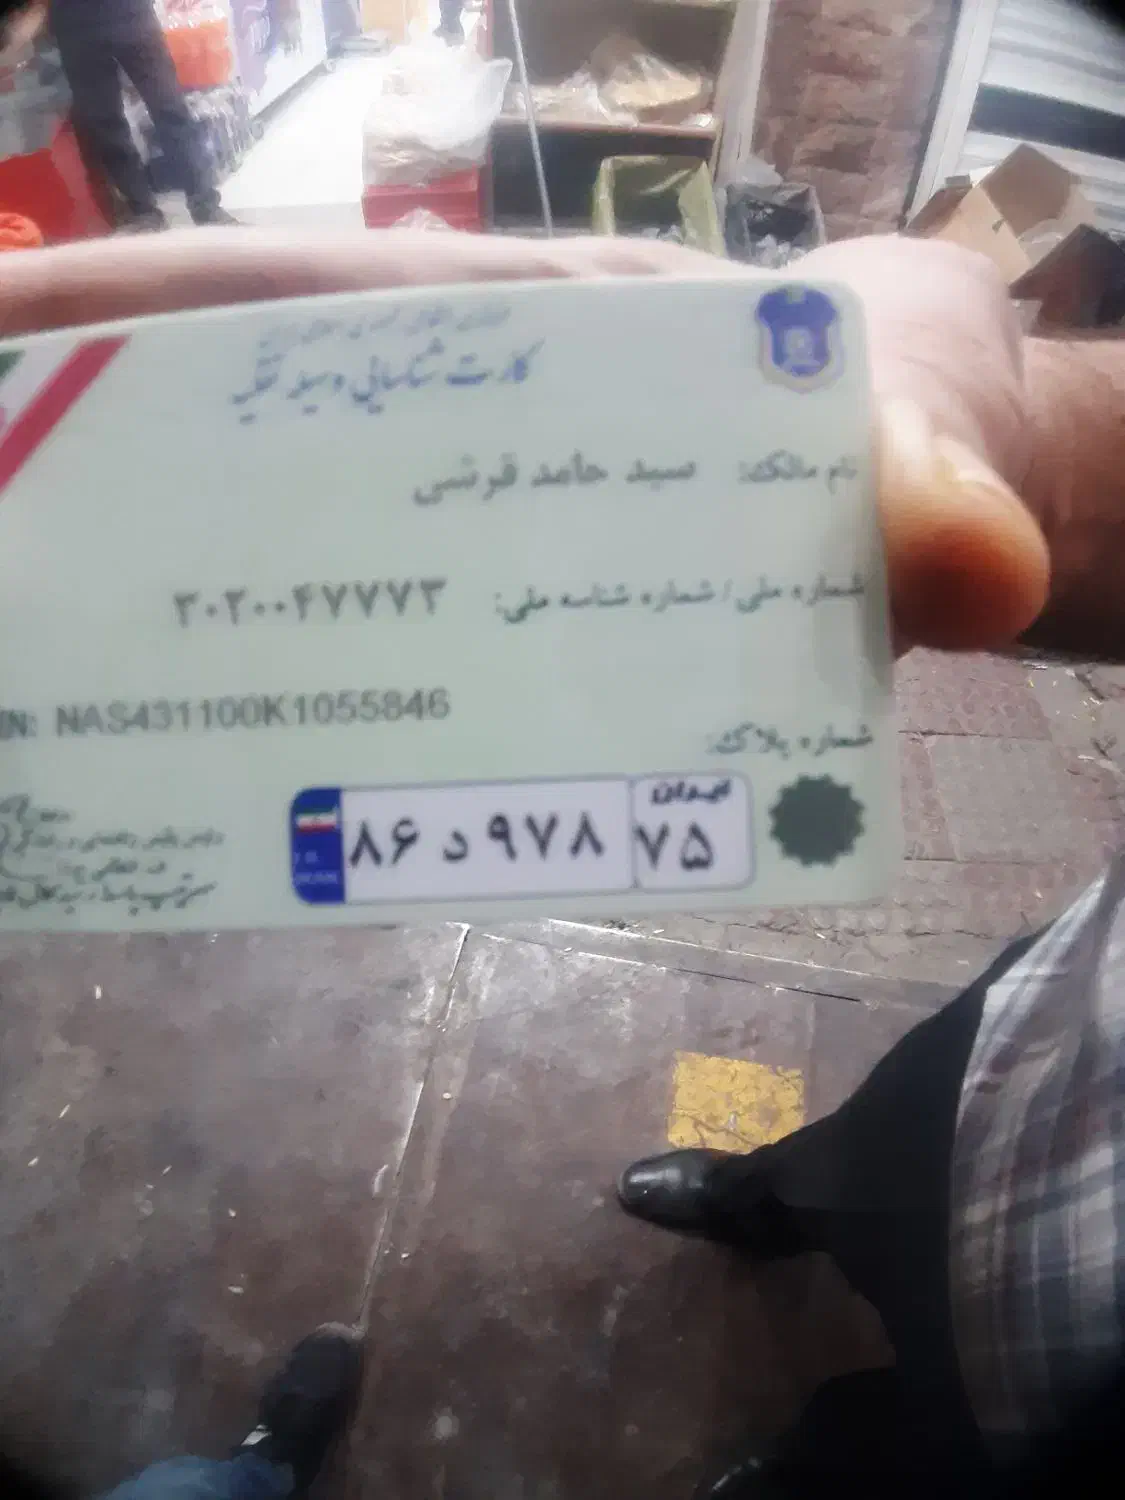 کارت شناسایی وسیله نقلیه
نام مالک: سید حامد قرشی
شماره ملی / شماره شناسه ملی: ۳۰۲۰۰۴۷۷۷۳
IN: NAS431100K1055846
شماره پلاک:
ایران
۸۶ د ۹۷۸ ۷۵